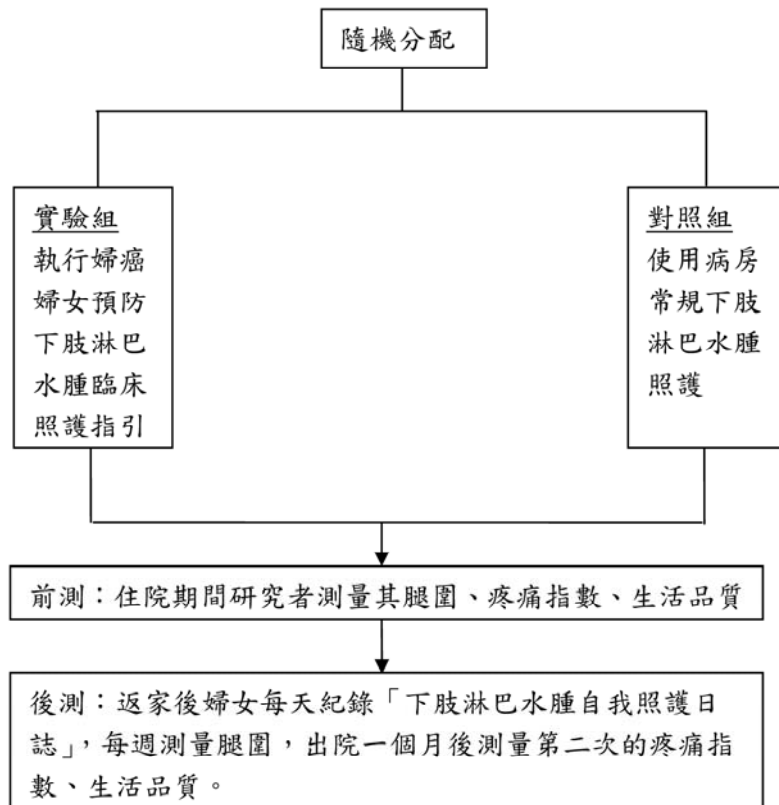 隨機分配
實驗組
執行婦癌
婦女預防
下肢淋巴
水腫臨床
照護指引
對照組
使用病房
常規下肢
淋巴水腫
照護
前測：住院期間研究者測量其腿圍、疼痛指數、生活品質
後測：返家後婦女每天紀錄「下肢淋巴水腫自我照護日
誌」，每週測量腿圍，出院一個月後測量第二次的疼痛指
數、生活品質。